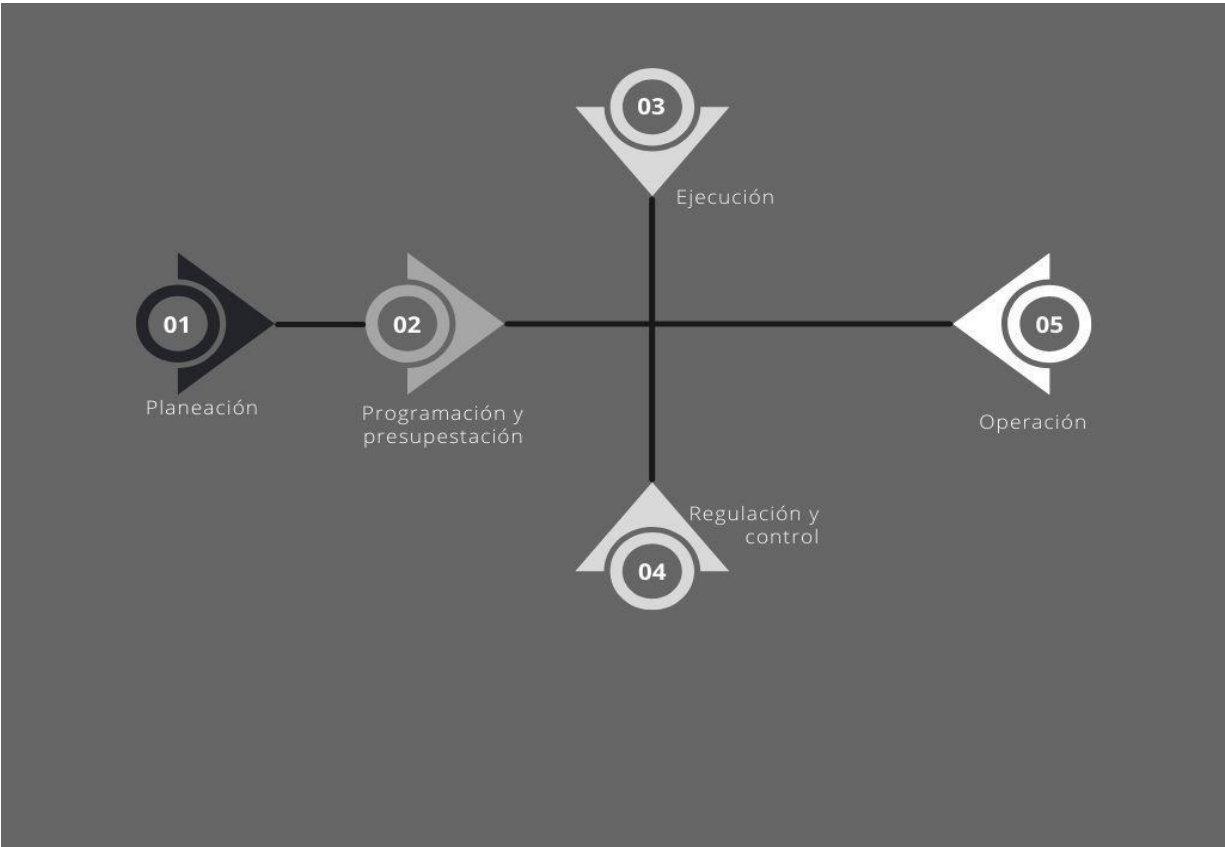 01
Planeación
02
Programación y
presupestación
03
Ejecución
04
Regulación y
control
05
Operación